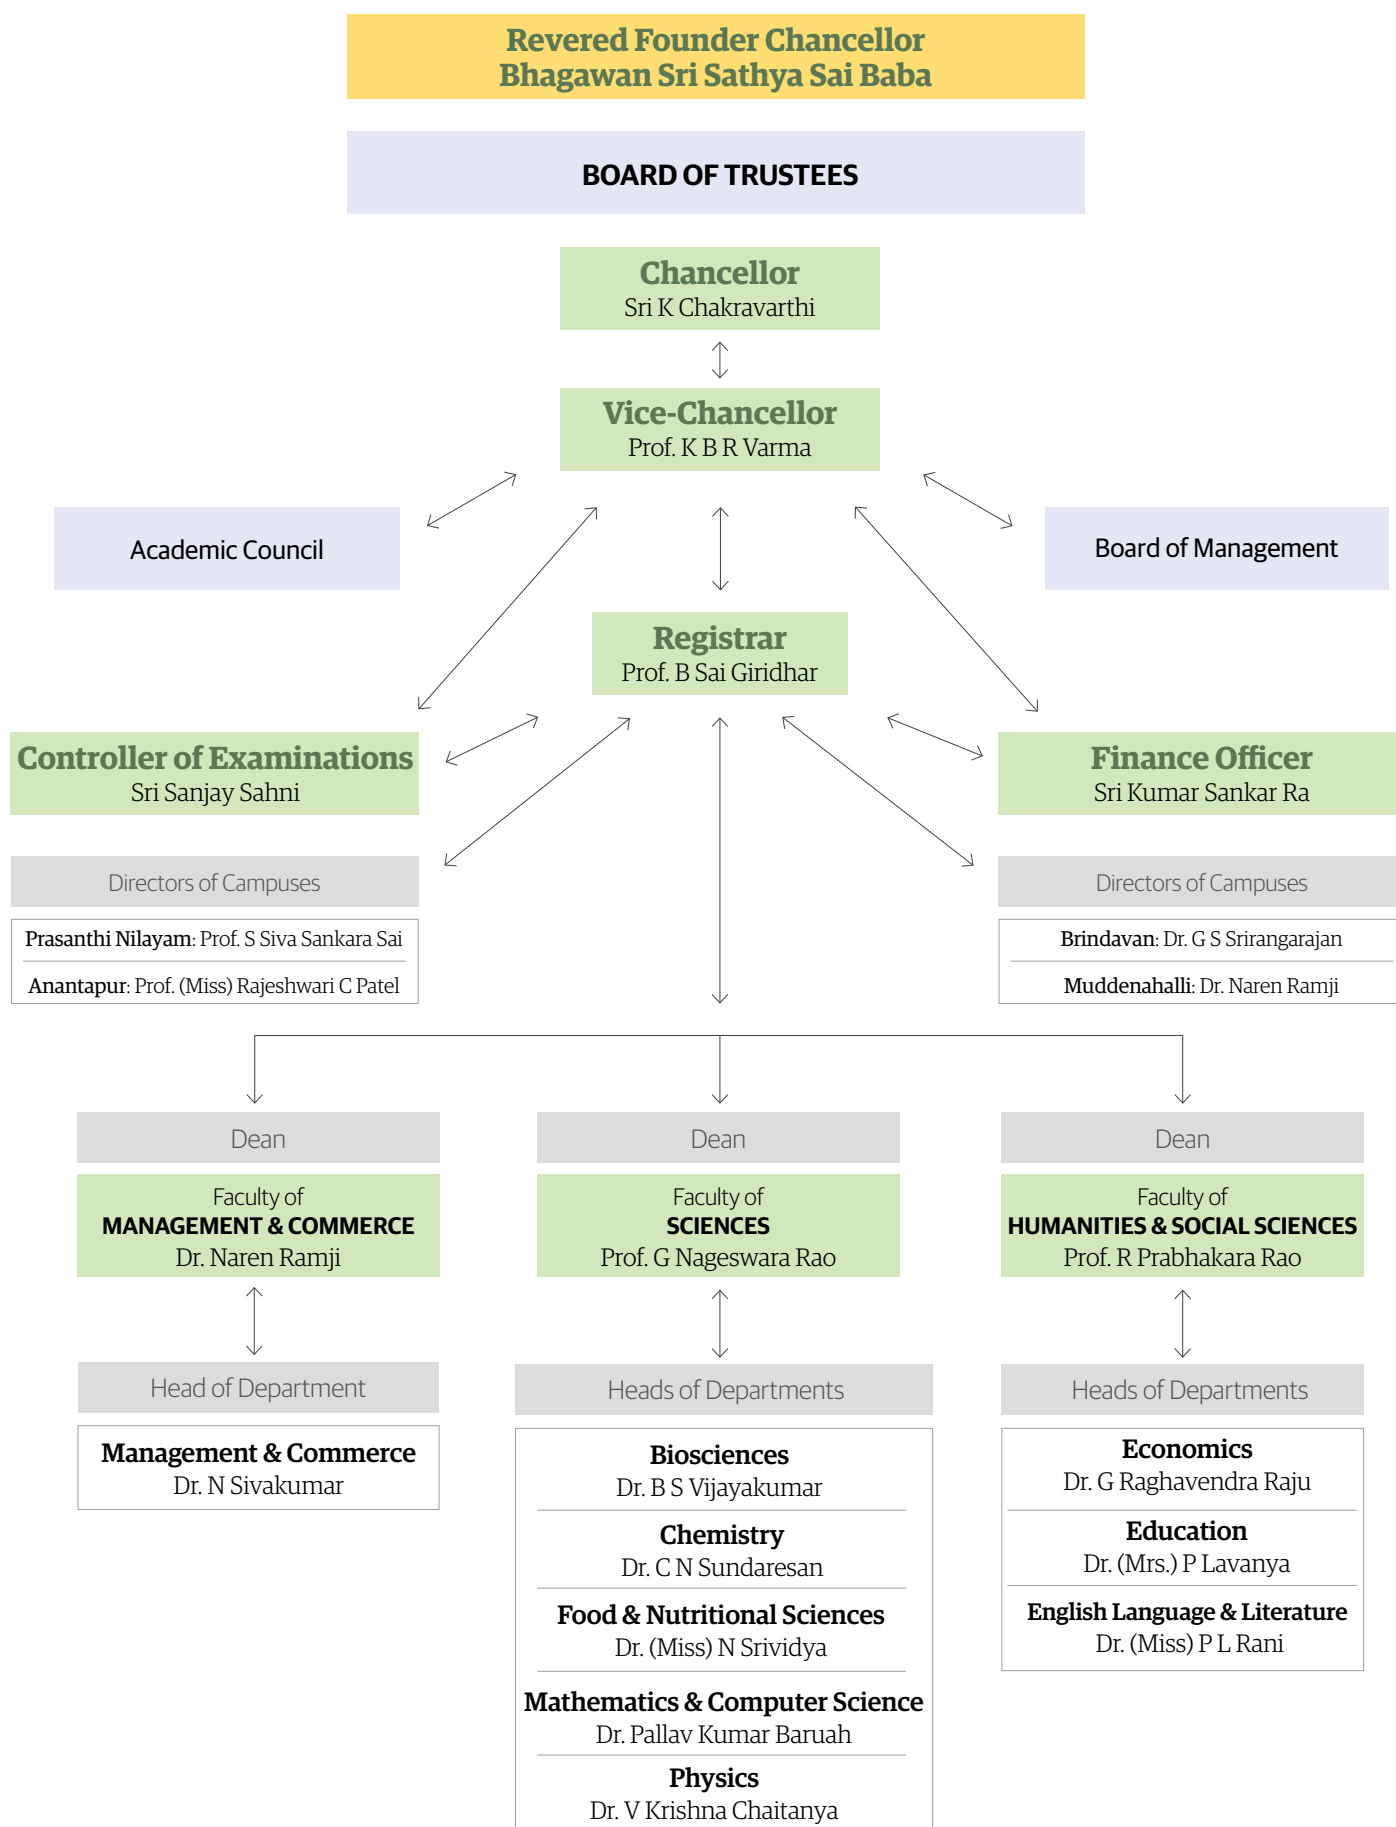 Revered Founder Chancellor
Bhagawan Sri Sathya Sai Baba
BOARD OF TRUSTEES
Chancellor
Sri K Chakravarthi
Vice-Chancellor
Prof. K B R Varma
Academic Council
Board of Management
Registrar
Prof. B Sai Giridhar
Controller of Examinations
Sri Sanjay Sahni
Finance Officer
Sri Kumar Sankar Ra
Directors of Campuses
Prasanthi Nilayam: Prof. S Siva Sankara Sai
Anantapur: Prof. (Miss) Rajeshwari C Patel
Directors of Campuses
Brindavan: Dr. G S Srirangarajan
Muddenahalli: Dr. Naren Ramji
Dean
Faculty of
MANAGEMENT & COMMERCE
Dr. Naren Ramji
Head of Department
Management & Commerce
Dr. N Sivakumar
Dean
Faculty of
SCIENCES
Prof. G Nageswara Rao
Heads of Departments
Biosciences
Dr. B S Vijayakumar
Chemistry
Dr. C N Sundaresan
Food & Nutritional Sciences
Dr. (Miss) N Srividya
Mathematics & Computer Science
Dr. Pallav Kumar Baruah
Physics
Dr. V Krishna Chaitanya
Dean
Faculty of
HUMANITIES & SOCIAL SCIENCES
Prof. R Prabhakara Rao
Heads of Departments
Economics
Dr. G Raghavendra Raju
Education
Dr. (Mrs.) P Lavanya
English Language & Literature
Dr. (Miss) P L Rani